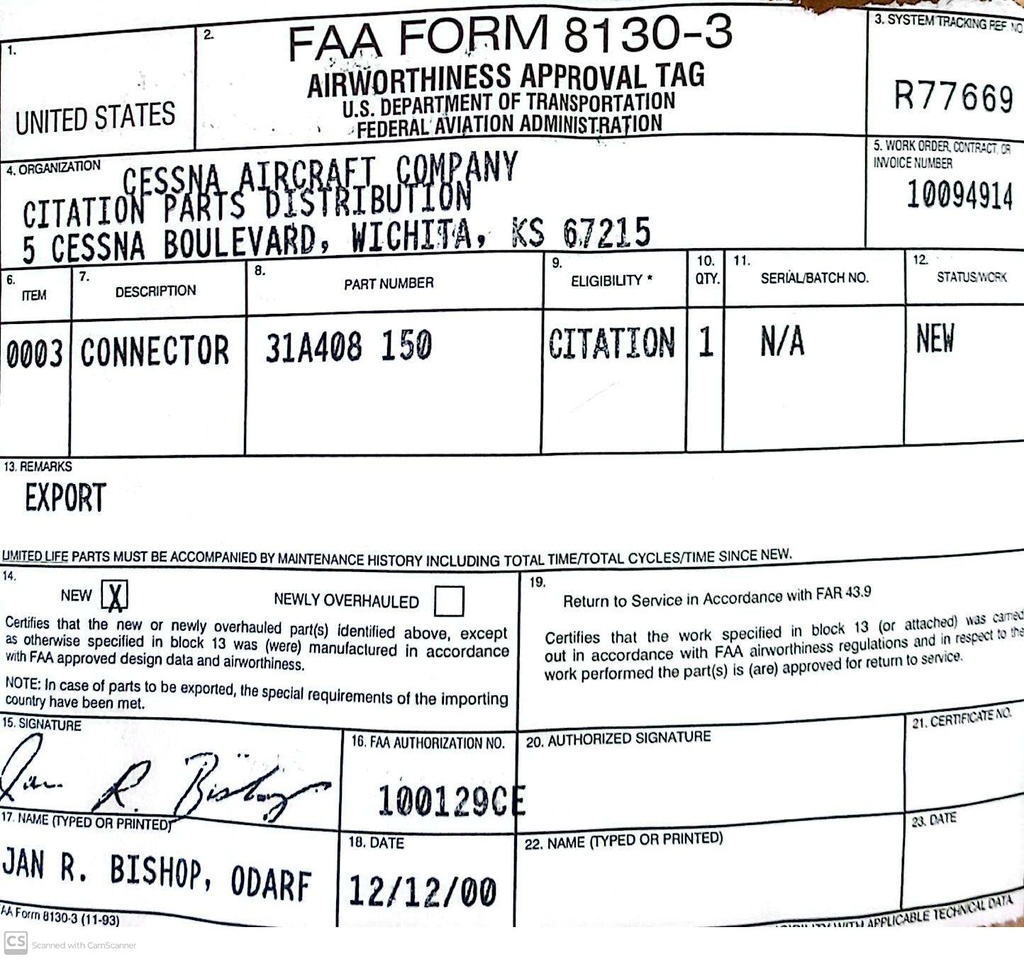 1.
UNITED STATES
2.
FAA FORM 8130-3
AIRWORTHINESS APPROVAL TAG
U.S. DEPARTMENT OF TRANSPORTATION
FEDERAL AVIATION ADMINISTRATION
3. SYSTEM TRACKING REF. NO.
R77669
4. ORGANIZATION
CESSNA AIRCRAFT COMPANY
CITATION PARTS DISTRIBUTION
5 CESSNA BOULEVARD, WICHITA, KS 67215
5. WORK ORDER, CONTRACT, OR
INVOICE NUMBER
10094914
6. ITEM
7. DESCRIPTION
8. PART NUMBER
9. ELIGIBILITY *
10. QTY.
11. SERIAL/BATCH NO.
12. STATUS/WORK
0003 CONNECTOR 31A408 150 CITATION 1 N/A NEW
13. REMARKS
EXPORT
LIMITED LIFE PARTS MUST BE ACCOMPANIED BY MAINTENANCE HISTORY INCLUDING TOTAL TIME/TOTAL CYCLES/TIME SINCE NEW.
14.
NEW X NEWLY OVERHAULED
Certifies that the new or newly overhauled part(s) identified above, except
as otherwise specified in block 13 was (were) manufactured in accordance
with FAA approved design data and airworthiness.
NOTE: In case of parts to be exported, the special requirements of the importing
country have been met.
19.
Return to Service in Accordance with FAR 43.9
Certifies that the work specified in block 13 (or attached) was carried
out in accordance with FAA airworthiness regulations and in respect to the
work performed the part(s) is (are) approved for return to service.
15. SIGNATURE
Jan R. Bishop
16. FAA AUTHORIZATION NO.
100129CE
20. AUTHORIZED SIGNATURE
21. CERTIFICATE NO.
17. NAME (TYPED OR PRINTED)
JAN R. BISHOP, ODARF
18. DATE
12/12/00
22. NAME (TYPED OR PRINTED)
23. DATE
AA Form 8130-3 (11-93)
WITH APPLICABLE TECHNICAL DATA
CS Scanned with CamScanner